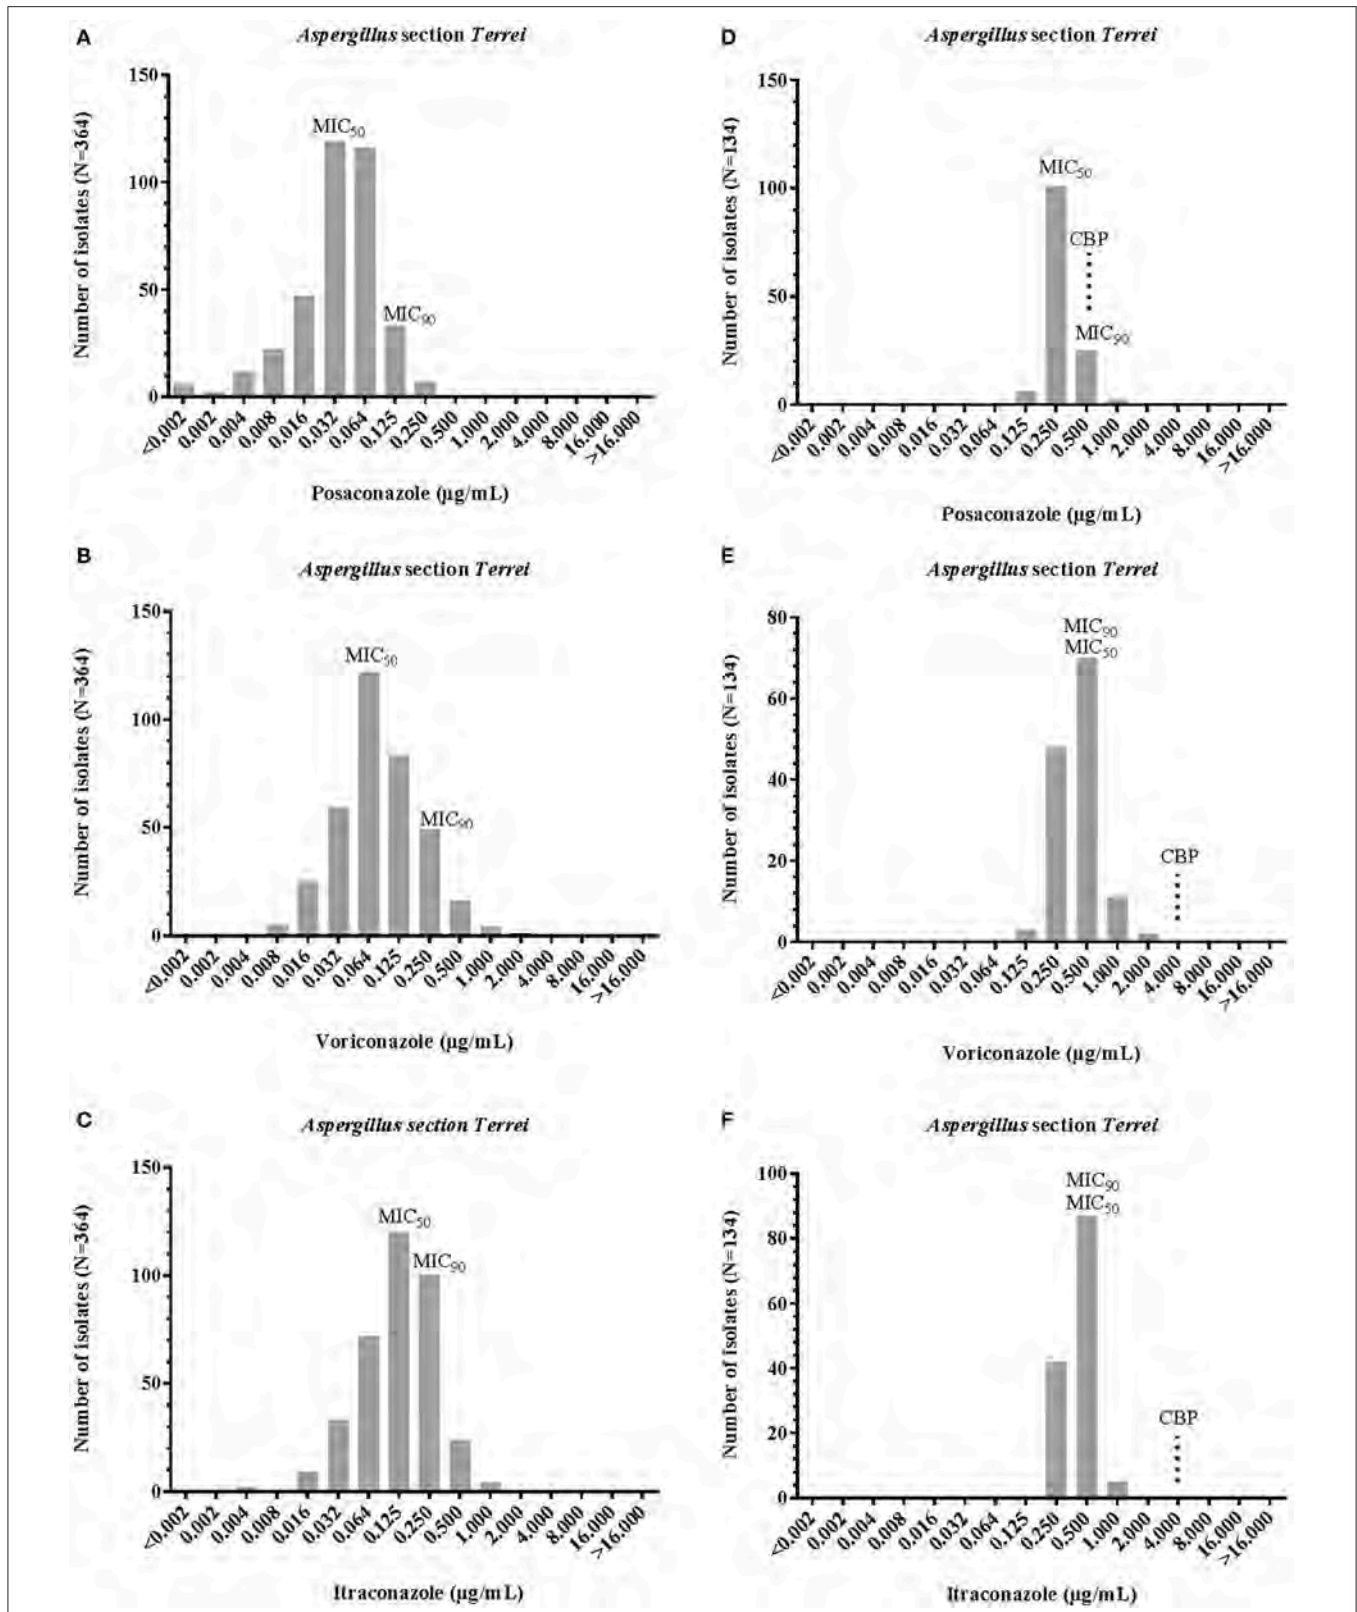 A
Aspergillus section Terrei
Number of isolates (N=364)
150
100
50
0
MIC50
MIC90
<0.002 0.002 0.004 0.008 0.016 0.032 0.064 0.125 0.250 0.500 1.000 2.000 4.000 8.000 16.000 >16.000
Posaconazole (µg/mL)
D
Aspergillus section Terrei
Number of isolates (N=134)
150
100
50
0
MIC50
CBP
MIC90
<0.002 0.002 0.004 0.008 0.016 0.032 0.064 0.125 0.250 0.500 1.000 2.000 4.000 8.000 16.000 >16.000
Posaconazole (µg/mL)
B
Aspergillus section Terrei
Number of isolates (N=364)
150
100
50
0
MIC50
MIC90
<0.002 0.002 0.004 0.008 0.016 0.032 0.064 0.125 0.250 0.500 1.000 2.000 4.000 8.000 16.000 >16.000
Voriconazole (µg/mL)
E
Aspergillus section Terrei
Number of isolates (N=134)
80
60
40
20
0
MIC90
MIC50
CBP
<0.002 0.002 0.004 0.008 0.016 0.032 0.064 0.125 0.250 0.500 1.000 2.000 4.000 8.000 16.000 >16.000
Voriconazole (µg/mL)
C
Aspergillus section Terrei
Number of isolates (N=364)
150
100
50
0
MIC50
MIC90
<0.002 0.002 0.004 0.008 0.016 0.032 0.064 0.125 0.250 0.500 1.000 2.000 4.000 8.000 16.000 >16.000
Itraconazole (µg/mL)
F
Aspergillus section Terrei
Number of isolates (N=134)
100
80
60
40
20
0
MIC90
MIC50
CBP
<0.002 0.002 0.004 0.008 0.016 0.032 0.064 0.125 0.250 0.500 1.000 2.000 4.000 8.000 16.000 >16.000
Itraconazole (µg/mL)